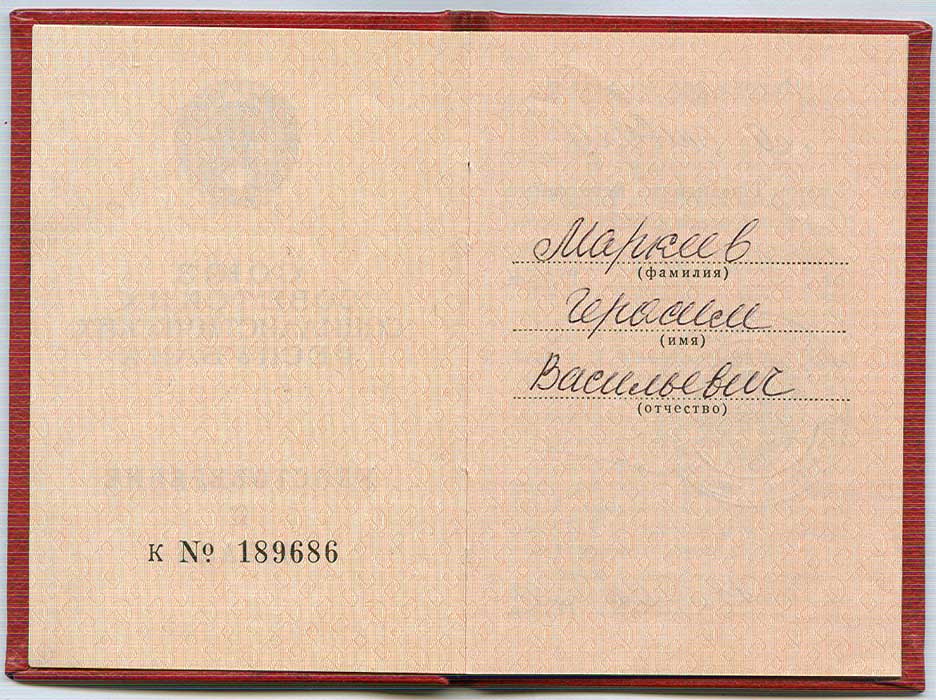 К № 189686
Маркеев
(фамилия)
Герасим
(имя)
Васильевич
(отчество)